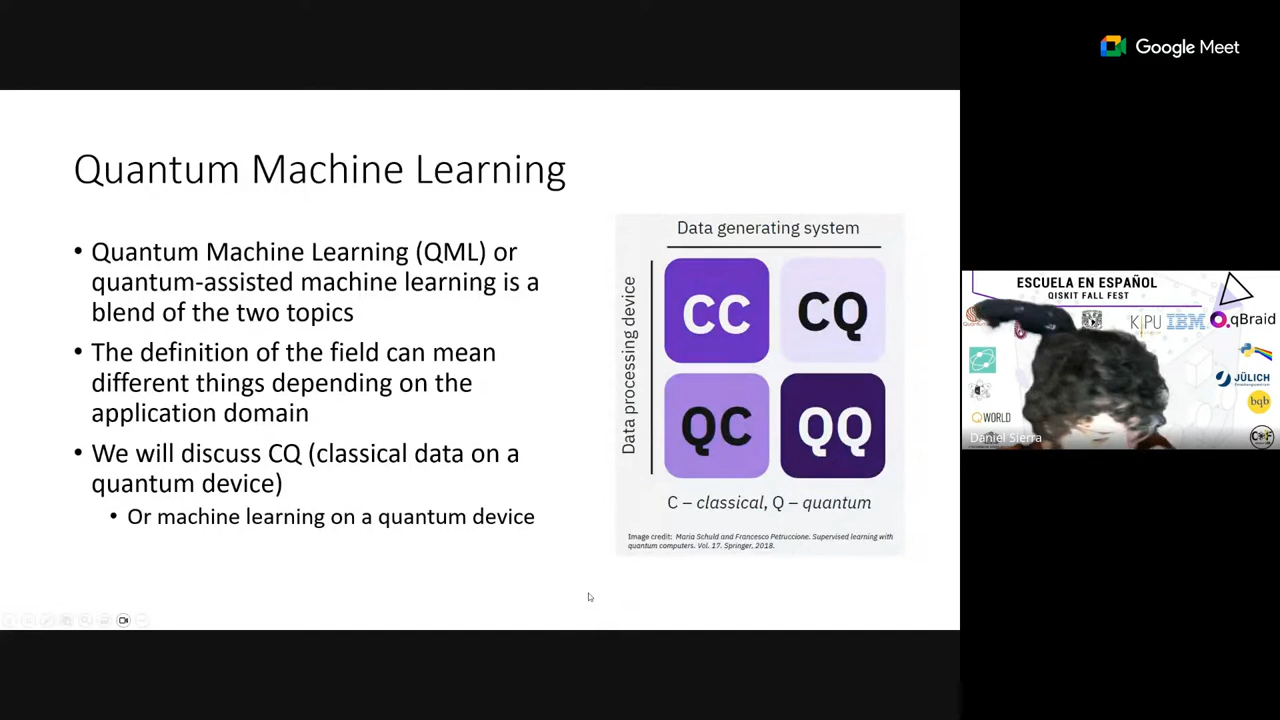 Google Meet
Quantum Machine Learning
• Quantum Machine Learning (QML) or
quantum-assisted machine learning is a
blend of the two topics
• The definition of the field can mean
different things depending on the
application domain
• We will discuss CQ (classical data on a
quantum device)
• Or machine learning on a quantum device
Data generating system
Data processing device
CC
CQ
QC
QQ
C – classical, Q – quantum
Image credit: Maria Schuld and Francesco Petruccione. Supervised learning with
quantum computers. Vol. 17. Springer, 2018.
ESCUELA EN ESPAÑOL
QISKIT FALL FEST
KIPU
IBM
qBraid
JÜLICH
bqb
QWORLD
Daniel Sierra